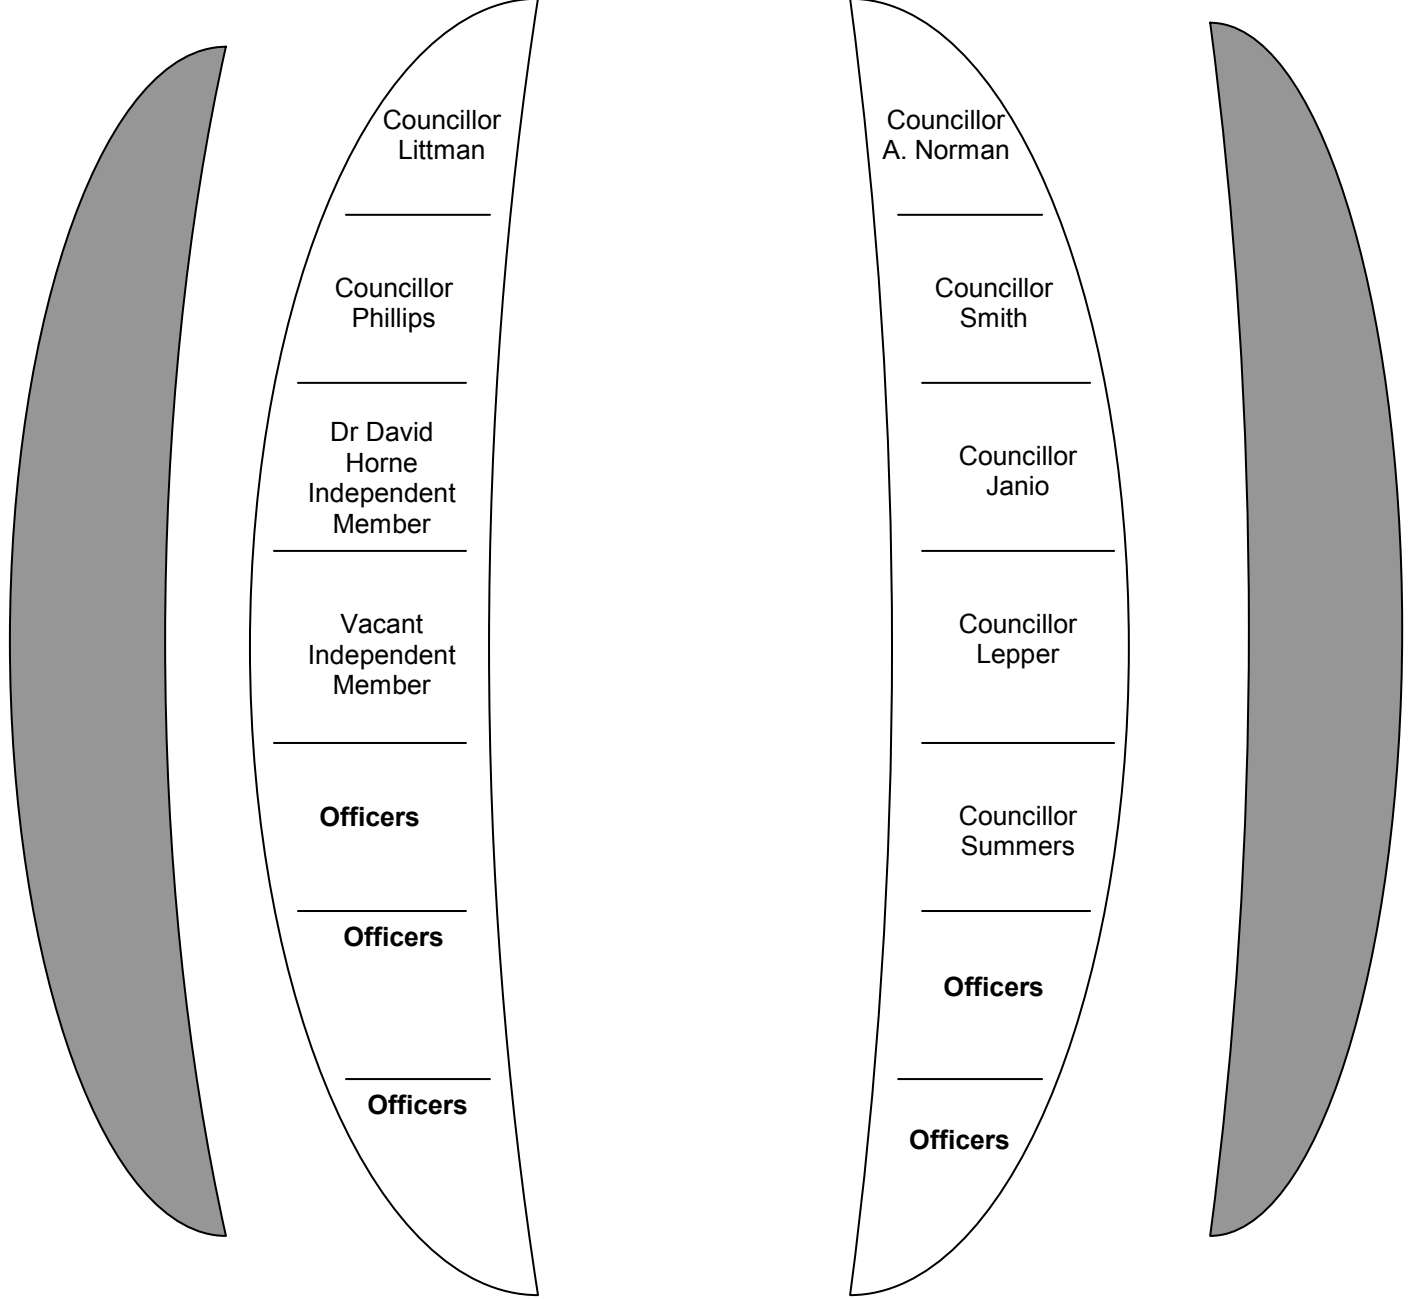 Councillor
Littman
Councillor
Phillips
Dr David
Horne
Independent
Member
Vacant
Independent
Member
Officers
Officers
Officers
Councillor
A. Norman
Councillor
Smith
Councillor
Janio
Councillor
Lepper
Councillor
Summers
Officers
Officers